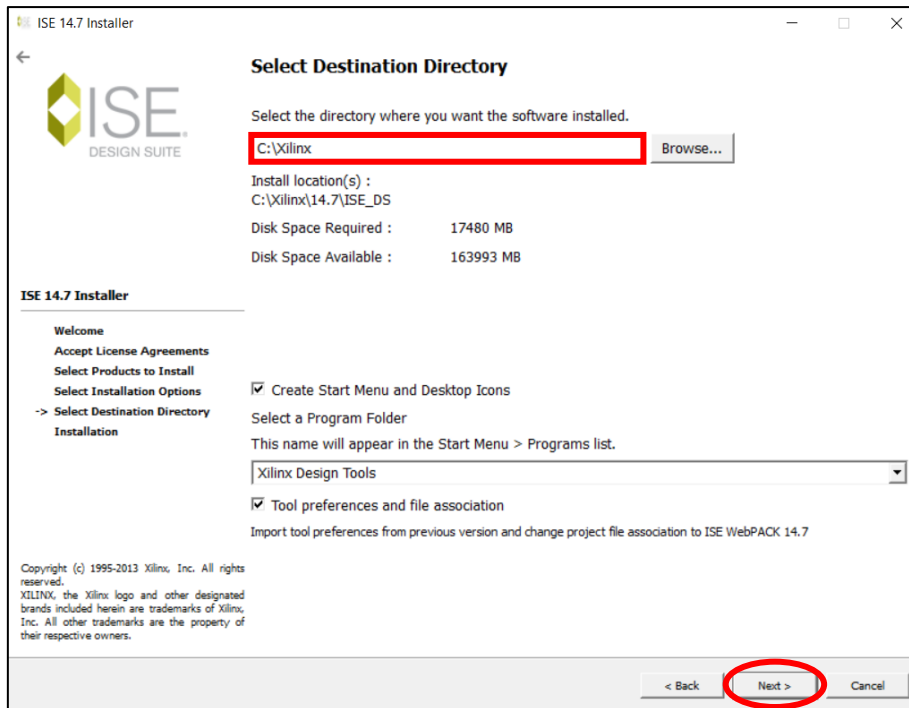 ISE 14.7 Installer
ISE®
DESIGN SUITE
Select Destination Directory
Select the directory where you want the software installed.
C:\Xilinx
Browse...
Install location(s) :
C:\Xilinx\14.7\ISE_DS
Disk Space Required : 17480 MB
Disk Space Available : 163993 MB
ISE 14.7 Installer
Welcome
Accept License Agreements
Select Products to Install
Select Installation Options
-> Select Destination Directory
Installation
Create Start Menu and Desktop Icons
Select a Program Folder
This name will appear in the Start Menu > Programs list.
Xilinx Design Tools
Tool preferences and file association
Import tool preferences from previous version and change project file association to ISE WebPACK 14.7
Copyright (c) 1995-2013 Xilinx, Inc. All rights
reserved.
XILINX, the Xilinx logo and other designated
brands included herein are trademarks of Xilinx,
Inc. All other trademarks are the property of
their respective owners.
< Back
Next >
Cancel